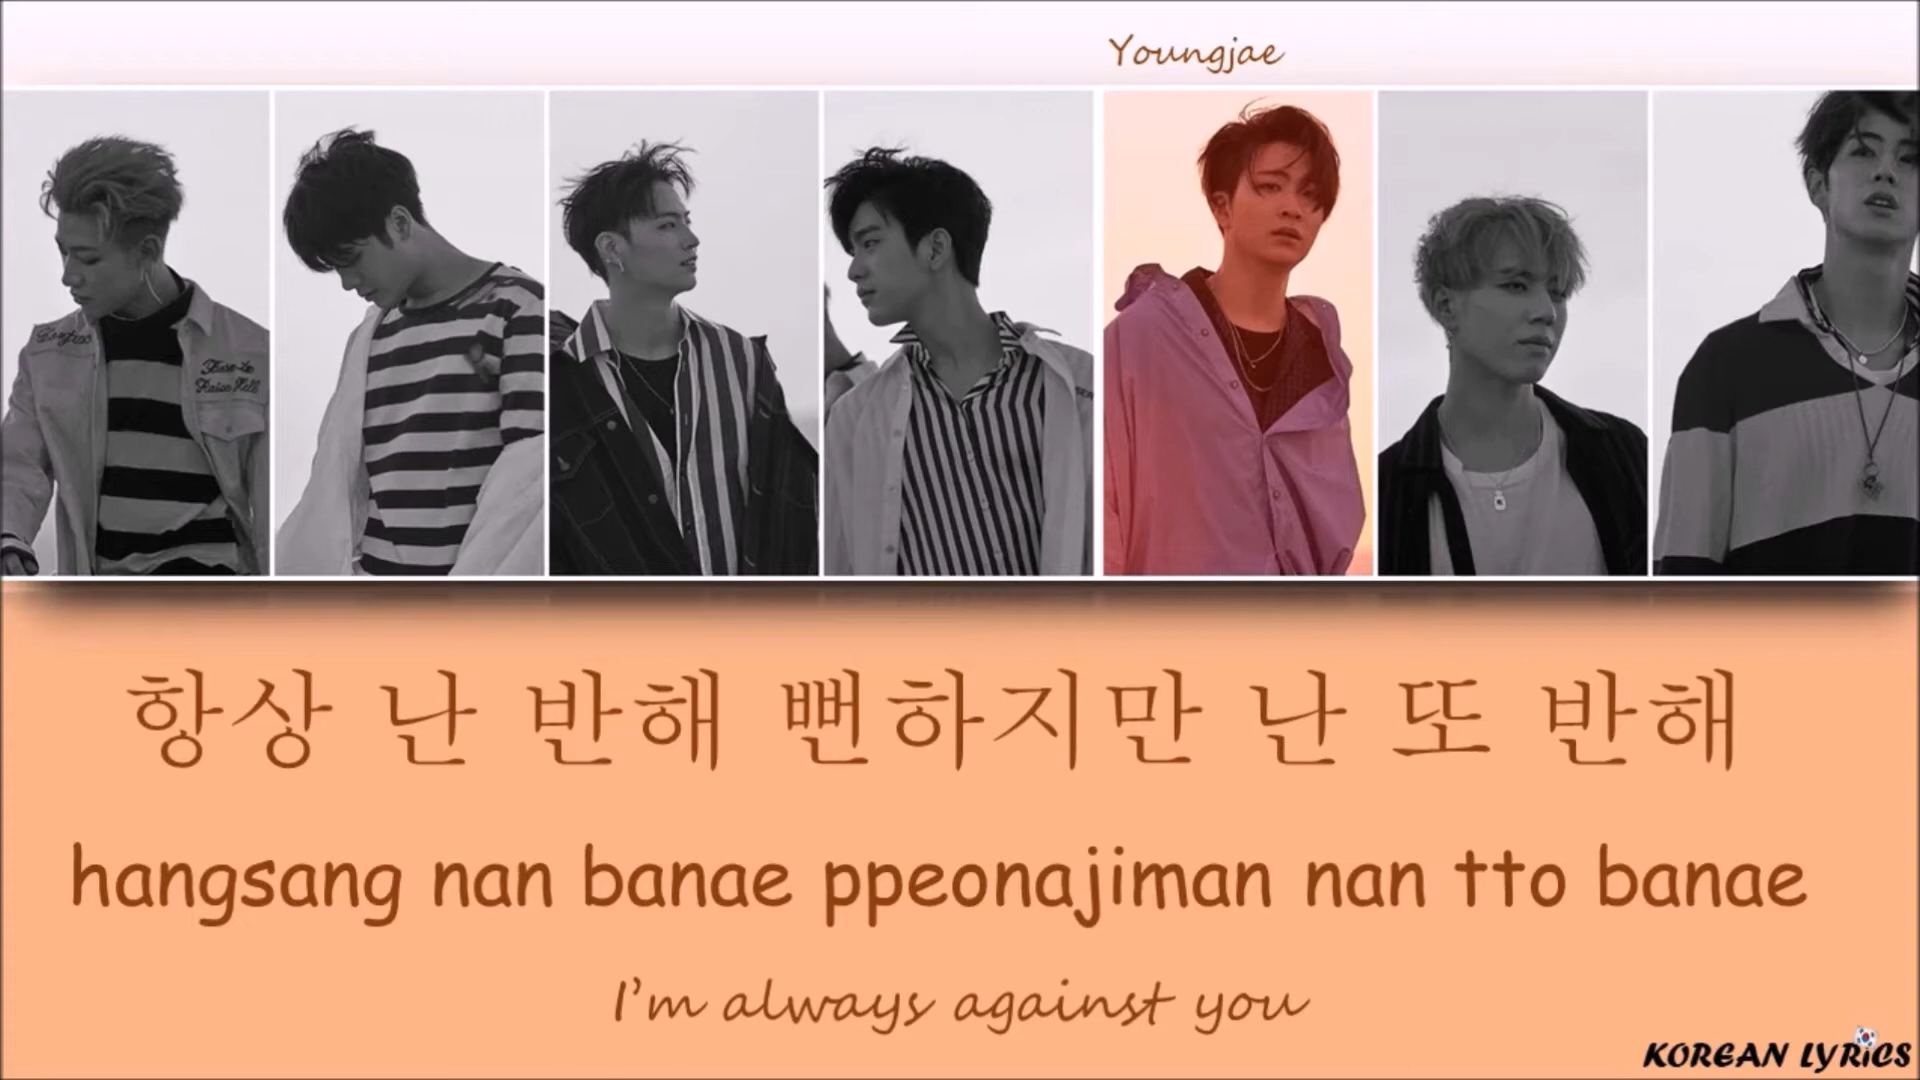 Youngjae
항상 난 반해 뻔하지만 난 또 반해
hangsang nan banae ppeonajiman nan tto banae
I'm always against you
KOREAN LYRICS